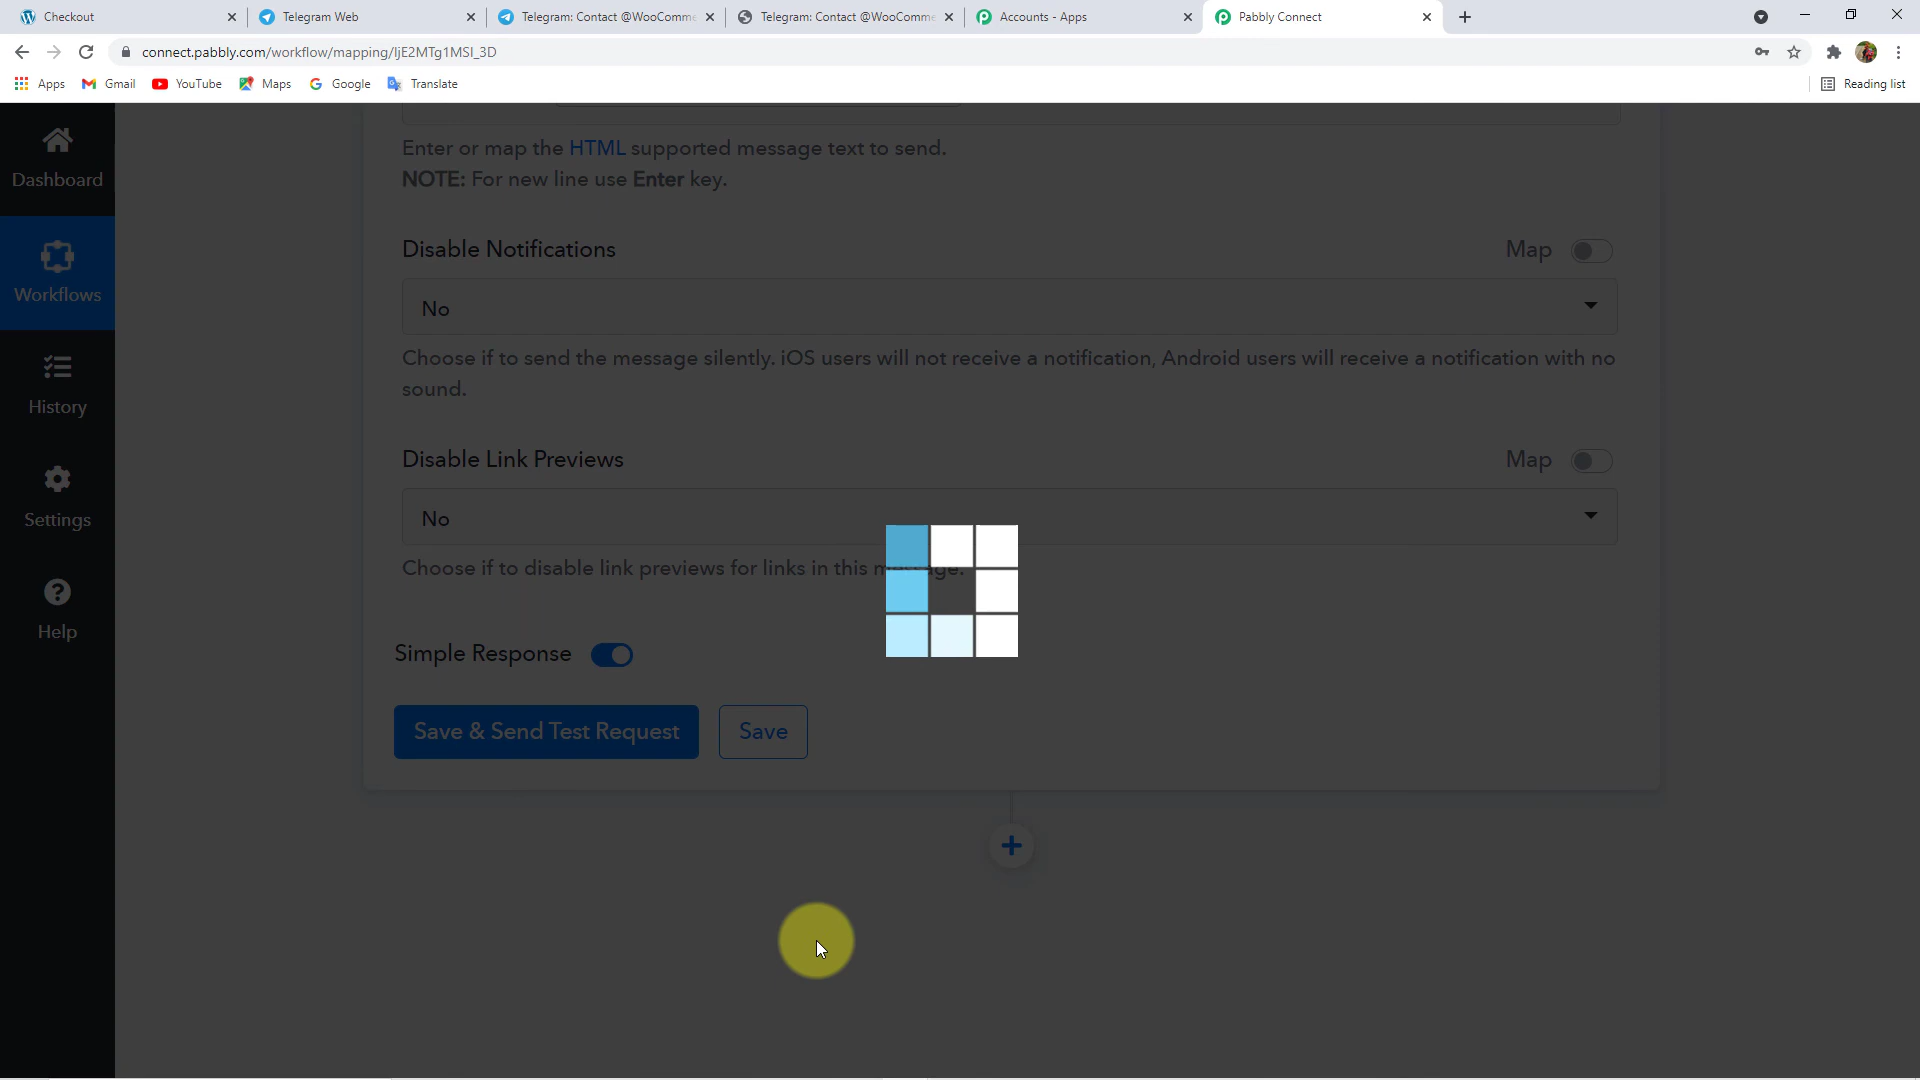 Checkout
Telegram Web
Telegram: Contact @WooComme
Telegram: Contact @WooComme
Accounts - Apps
Pabbly Connect
connect.pabbly.com/workflow/mapping/IjE2MTg1MSI_3D
Apps
Gmail
YouTube
Maps
Google
Translate
Reading list
Dashboard
Workflows
History
Settings
Help
Enter or map the HTML supported message text to send.
NOTE: For new line use Enter key.
Disable Notifications
Map
No
Choose if to send the message silently. iOS users will not receive a notification, Android users will receive a notification with no
sound.
Disable Link Previews
Map
No
Choose if to disable link previews for links in this
Simple Response
Save & Send Test Request
Save